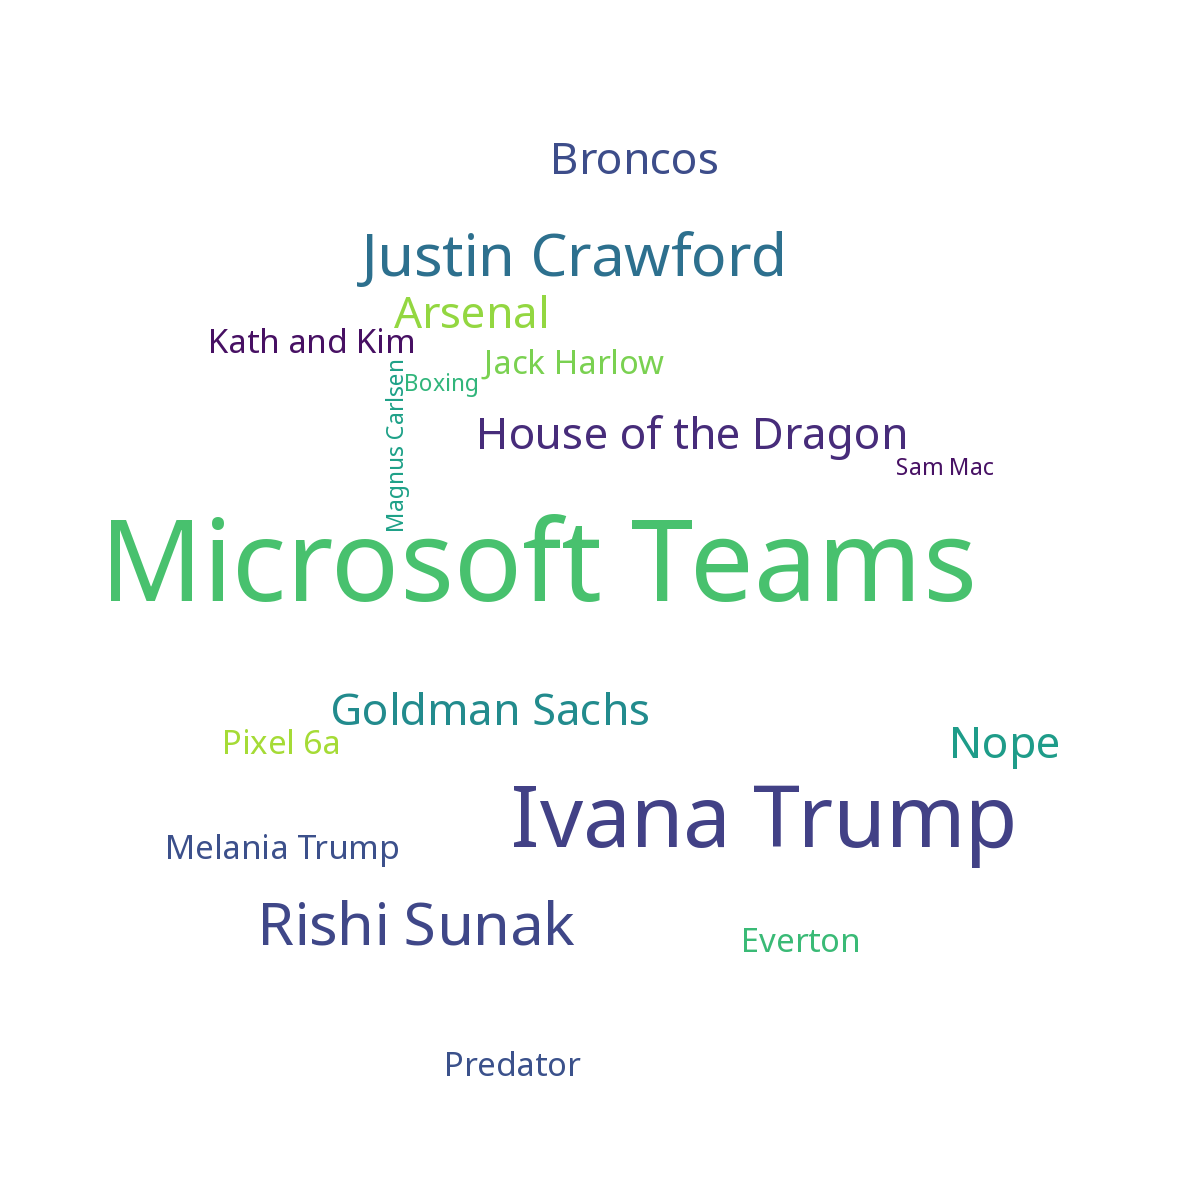 Broncos
Justin Crawford
Arsenal
Kath and Kim
Jack Harlow
Boxing
Magnus Carlsen
House of the Dragon
Sam Mac
Microsoft Teams
Goldman Sachs
Pixel 6a
Nope
Ivana Trump
Melania Trump
Rishi Sunak
Everton
Predator